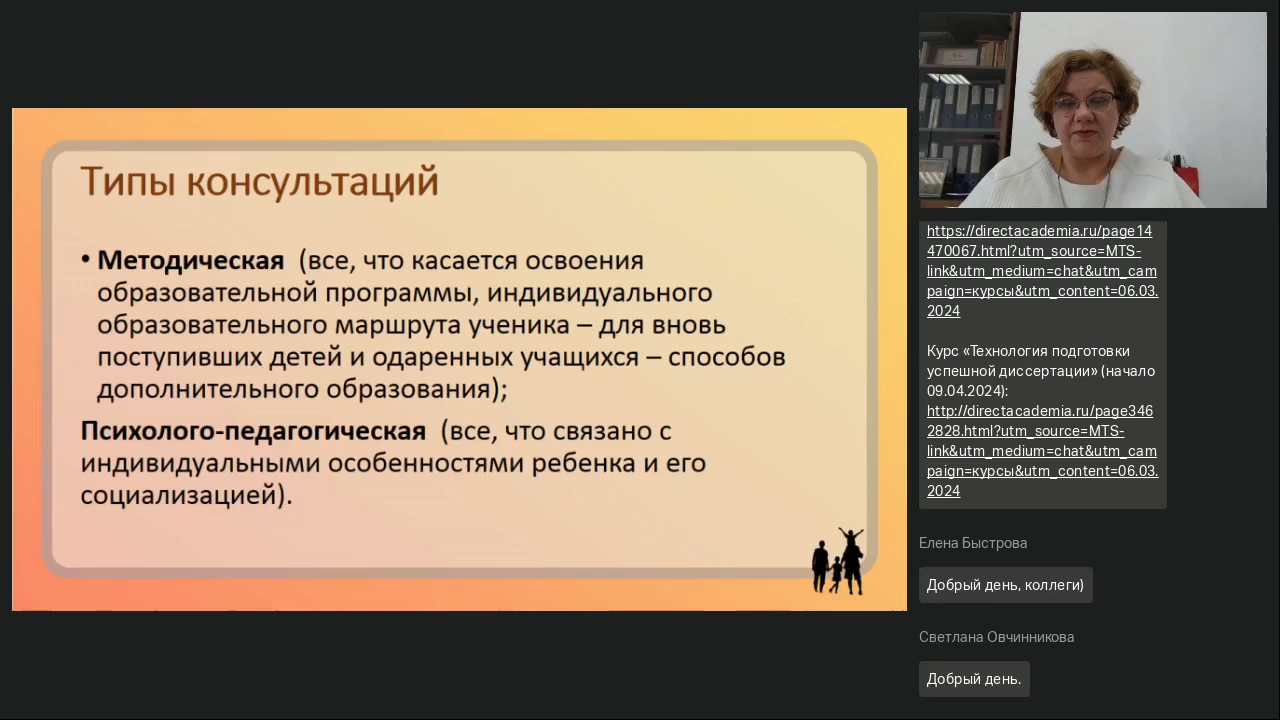 Типы консультаций
• Методическая (все, что касается освоения
образовательной программы, индивидуального
образовательного маршрута ученика – для вновь
поступивших детей и одаренных учащихся – способов
дополнительного образования);
Психолого-педагогическая (все, что связано с
индивидуальными особенностями ребенка и его
социализацией).
https://directacademia.ru/page14
470067.html?utm_source=MTS-
link&utm_medium=chat&utm_cam
paign=курсы&utm_content=06.03.
2024
Курс «Технология подготовки
успешной диссертации» (начало
09.04.2024):
http://directacademia.ru/page346
2828.html?utm_source=MTS-
link&utm_medium=chat&utm_cam
paign=курсы&utm_content=06.03.
2024
Елена Быстрова
Добрый день, коллеги)
Светлана Овчинникова
Добрый день.